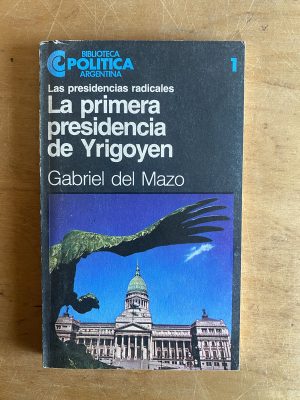 BIBLIOTECA
POLITICA
ARGENTINA
1
Las presidencias radicales
La primera
presidencia
de Yrigoyen
Gabriel del Mazo